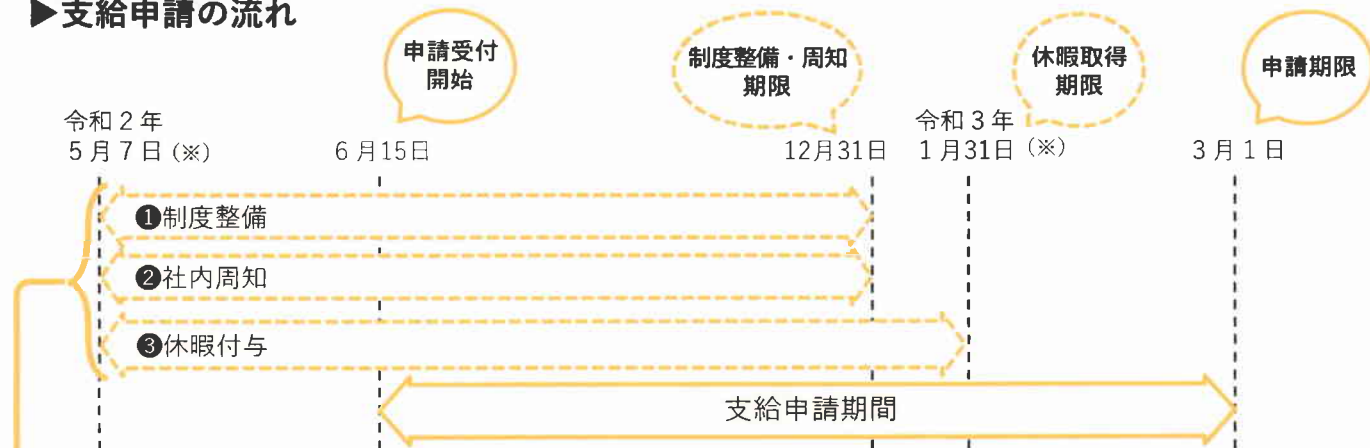 ▶支給申請の流れ
申請受付
開始
制度整備・周知
期限
休暇取得
期限
申請期限
令和２年
５月７日(※)
６月15日
12月31日
令和３年
１月31日(※)
３月１日
❶制度整備
❷社内周知
❸休暇付与
支給申請期間